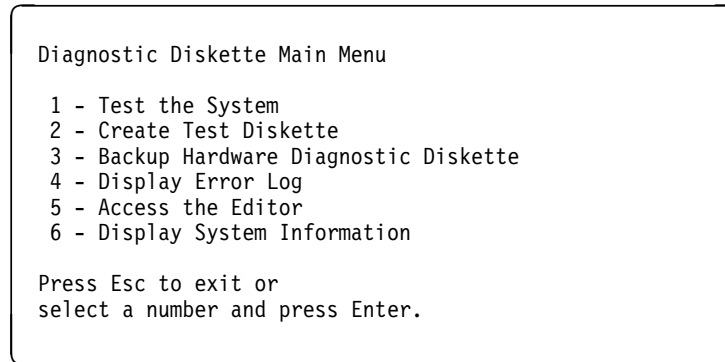 Diagnostic Diskette Main Menu
1 - Test the System
2 - Create Test Diskette
3 - Backup Hardware Diagnostic Diskette
4 - Display Error Log
5 - Access the Editor
6 - Display System Information
Press Esc to exit or
select a number and press Enter.